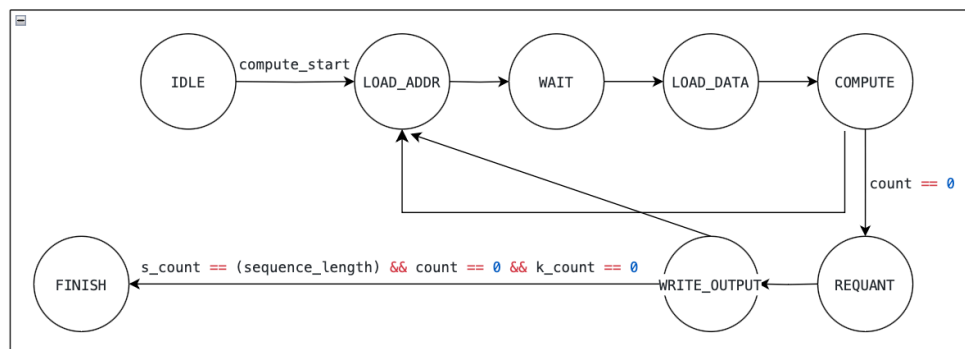 compute_start
IDLE
LOAD_ADDR
WAIT
LOAD_DATA
COMPUTE
count == 0
s_count == (sequence_length) && count == 0 && k_count == 0
FINISH
WRITE_OUTPUT
REQUANT